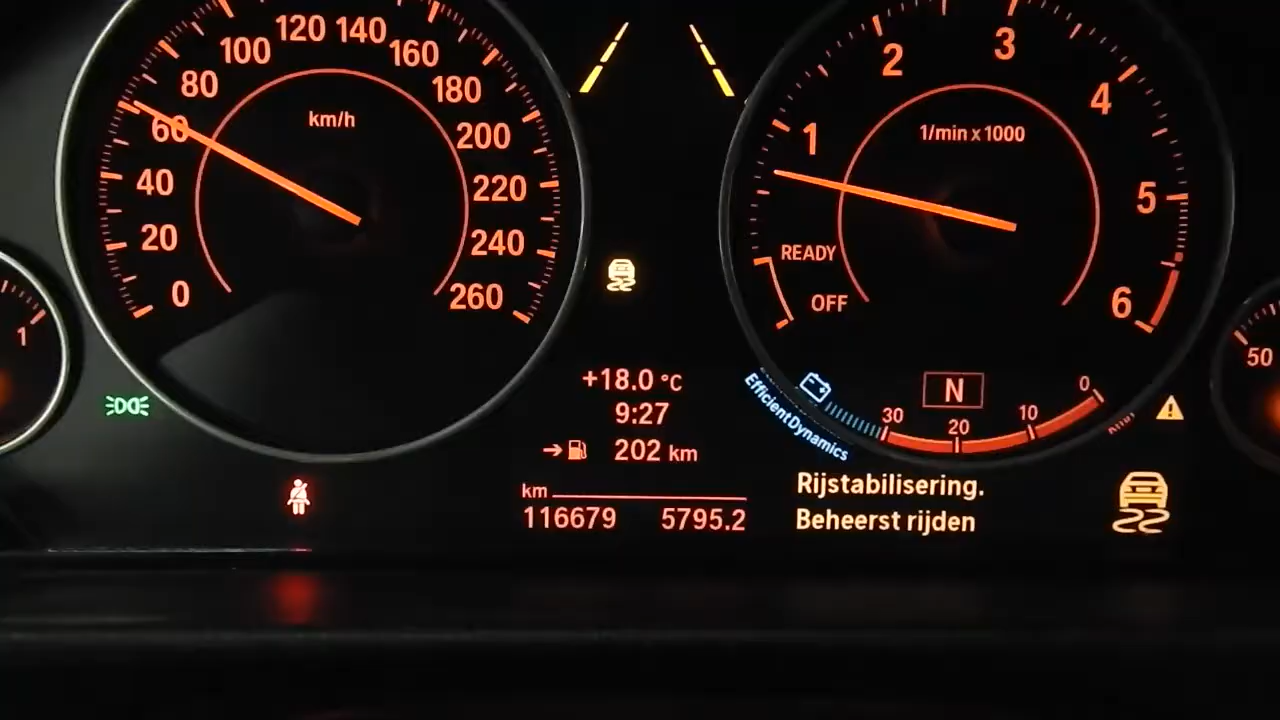 120 140
100 160
80 180
60 200
40 220
20 240
0 260
km/h
1
2
3
4
5
6
1/min x 1000
READY
OFF
+18.0 °C
9:27
202 km
km
116679 5795.2
EfficientDynamics
30
20
10
0
N
Rijstabilisering.
Beheerst rijden
1
50